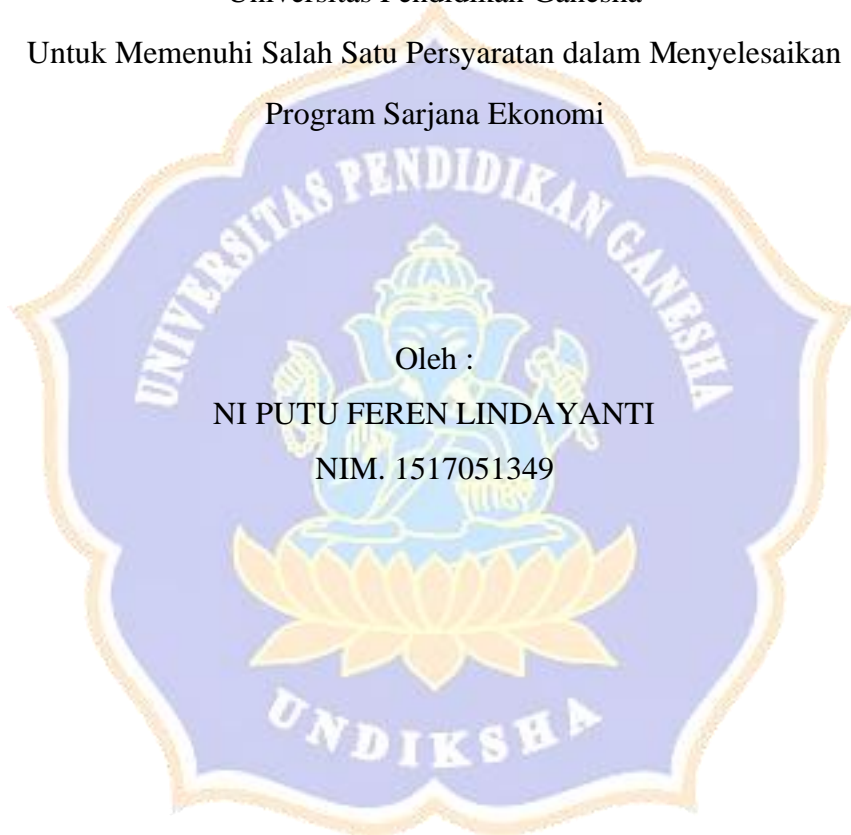 Universitas Pendidikan Ganesha
Untuk Memenuhi Salah Satu Persyaratan dalam Menyelesaikan
Program Sarjana Ekonomi
UNIVERSITAS PENDIDIKAN GANESHA
Oleh :
NI PUTU FEREN LINDAYANTI
NIM. 1517051349
UNDIKSHA